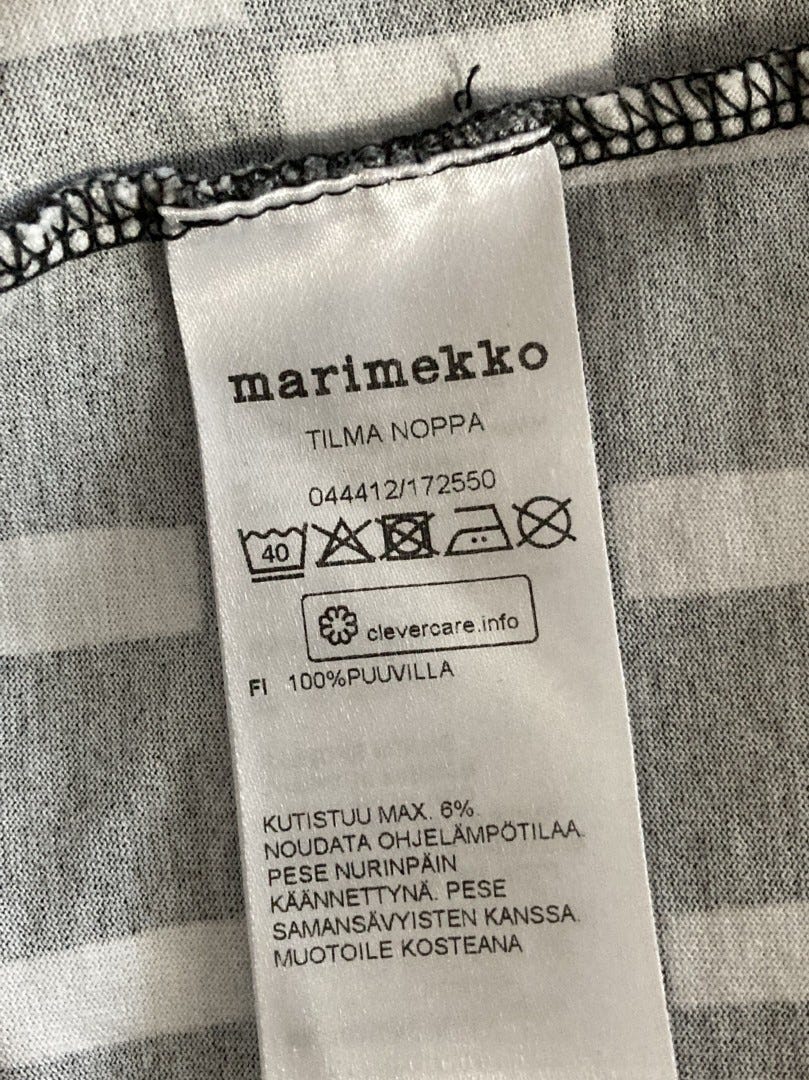 marimekko
TILMA NOPPA
044412/172550
40
clevercare.info
FI 100%PUUVILLA
KUTISTUU MAX. 6%.
NOUDATA OHJELÄMPÖTILAA.
PESE NURINPÄIN
KÄÄNNETTYNÄ. PESE
SAMANSÄVYISTEN KANSSA.
MUOTOILE KOSTEANA